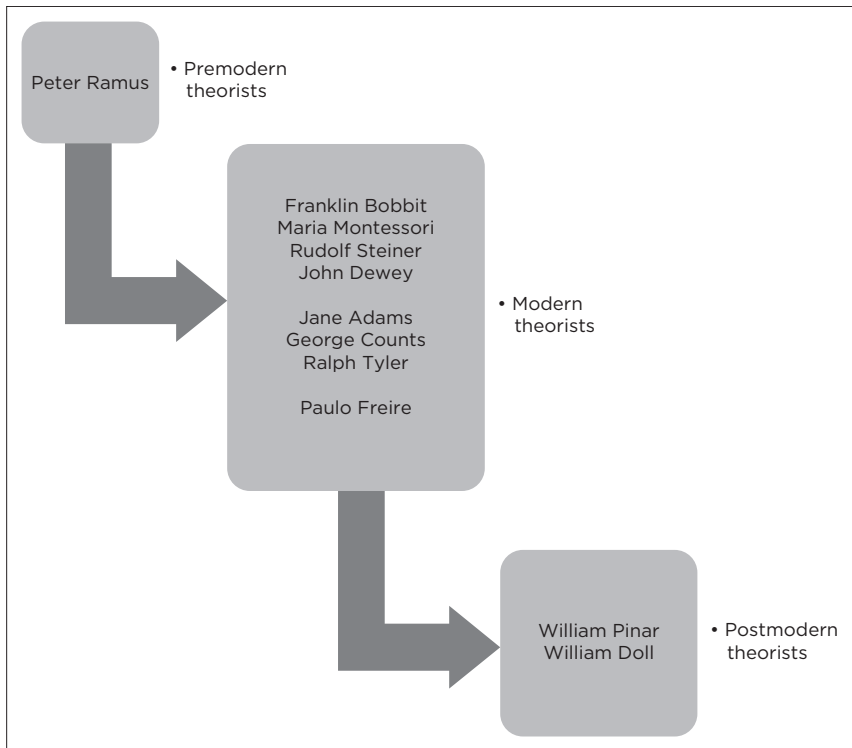 Peter Ramus
• Premodern
theorists
Franklin Bobbit
Maria Montessori
Rudolf Steiner
John Dewey
Jane Adams
George Counts
Ralph Tyler
Paulo Freire
• Modern
theorists
William Pinar
William Doll
• Postmodern
theorists